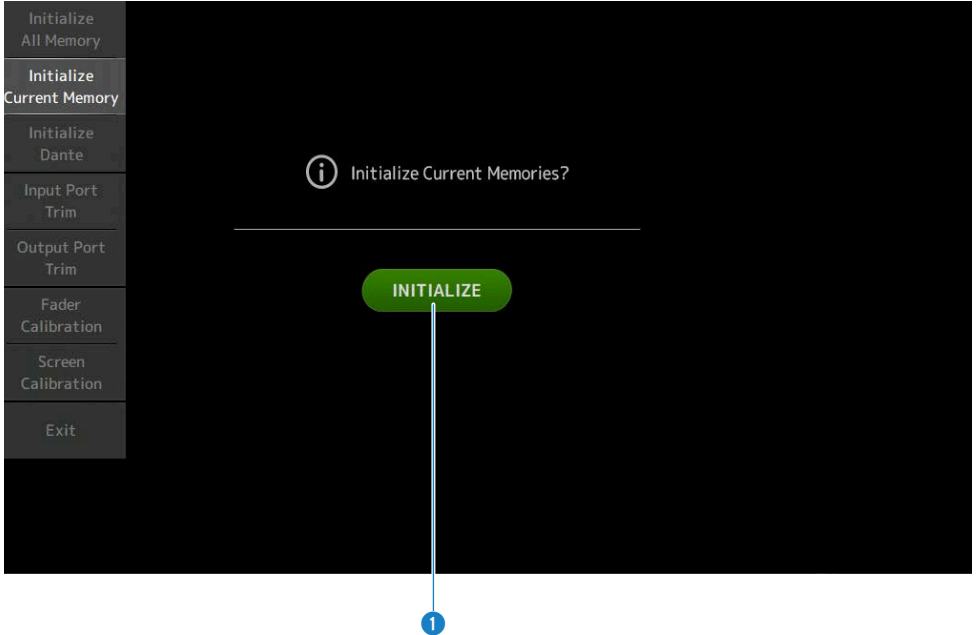 Initialize
All Memory
Initialize
Current Memory
Initialize
Dante
Input Port
Trim
Output Port
Trim
Fader
Calibration
Screen
Calibration
Exit
Initialize Current Memories?
INITIALIZE
1